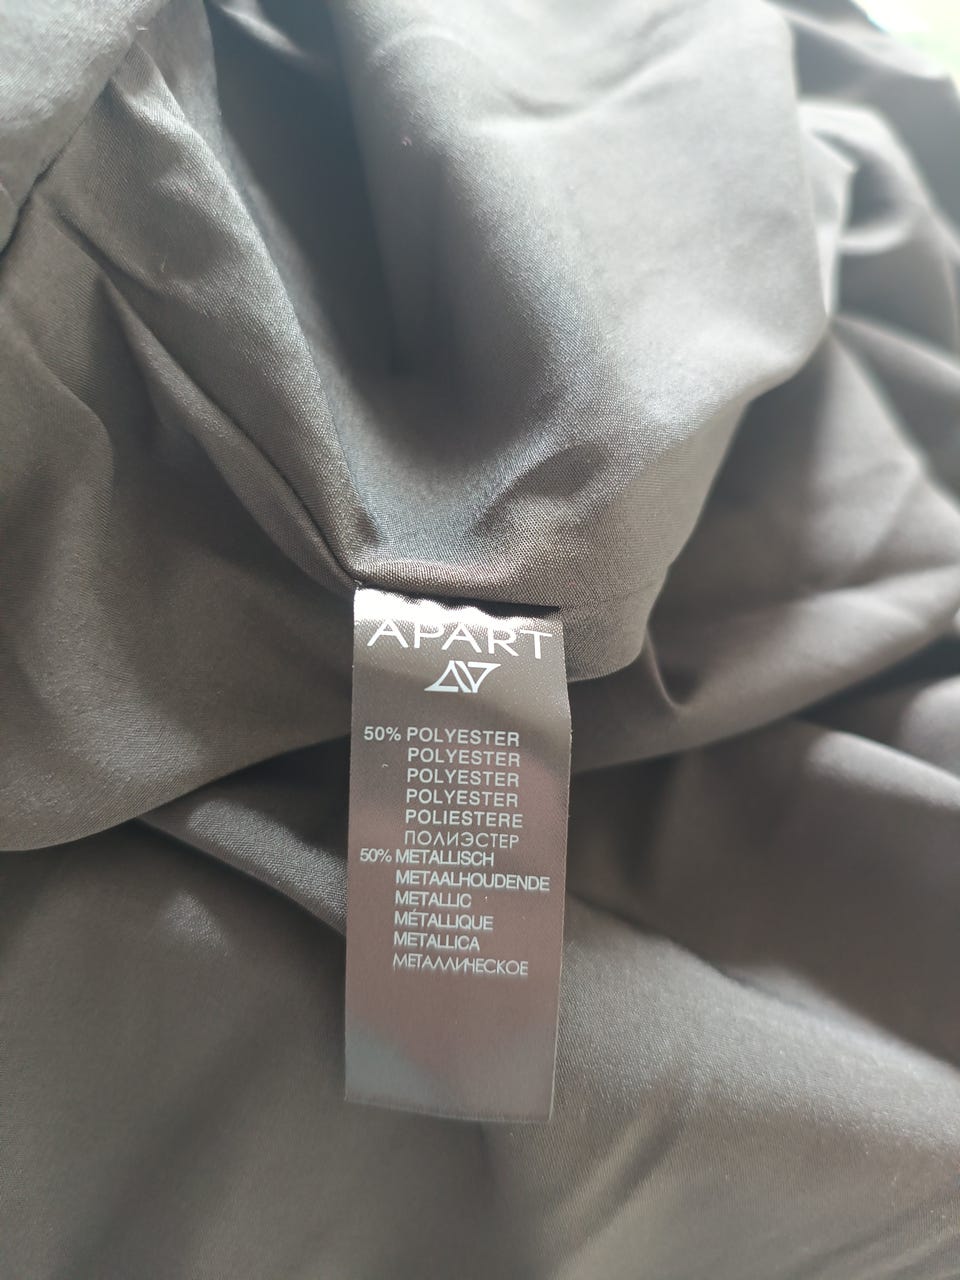 APART
50% POLYESTER
POLYESTER
POLYESTER
POLYESTER
POLIESTERE
ПОЛИЭСТЕР
50% METALLISCH
METAALHOUDENDE
METALLIC
MÉTALLIQUE
METALLICA
МЕТАЛЛИЧЕСКОЕ